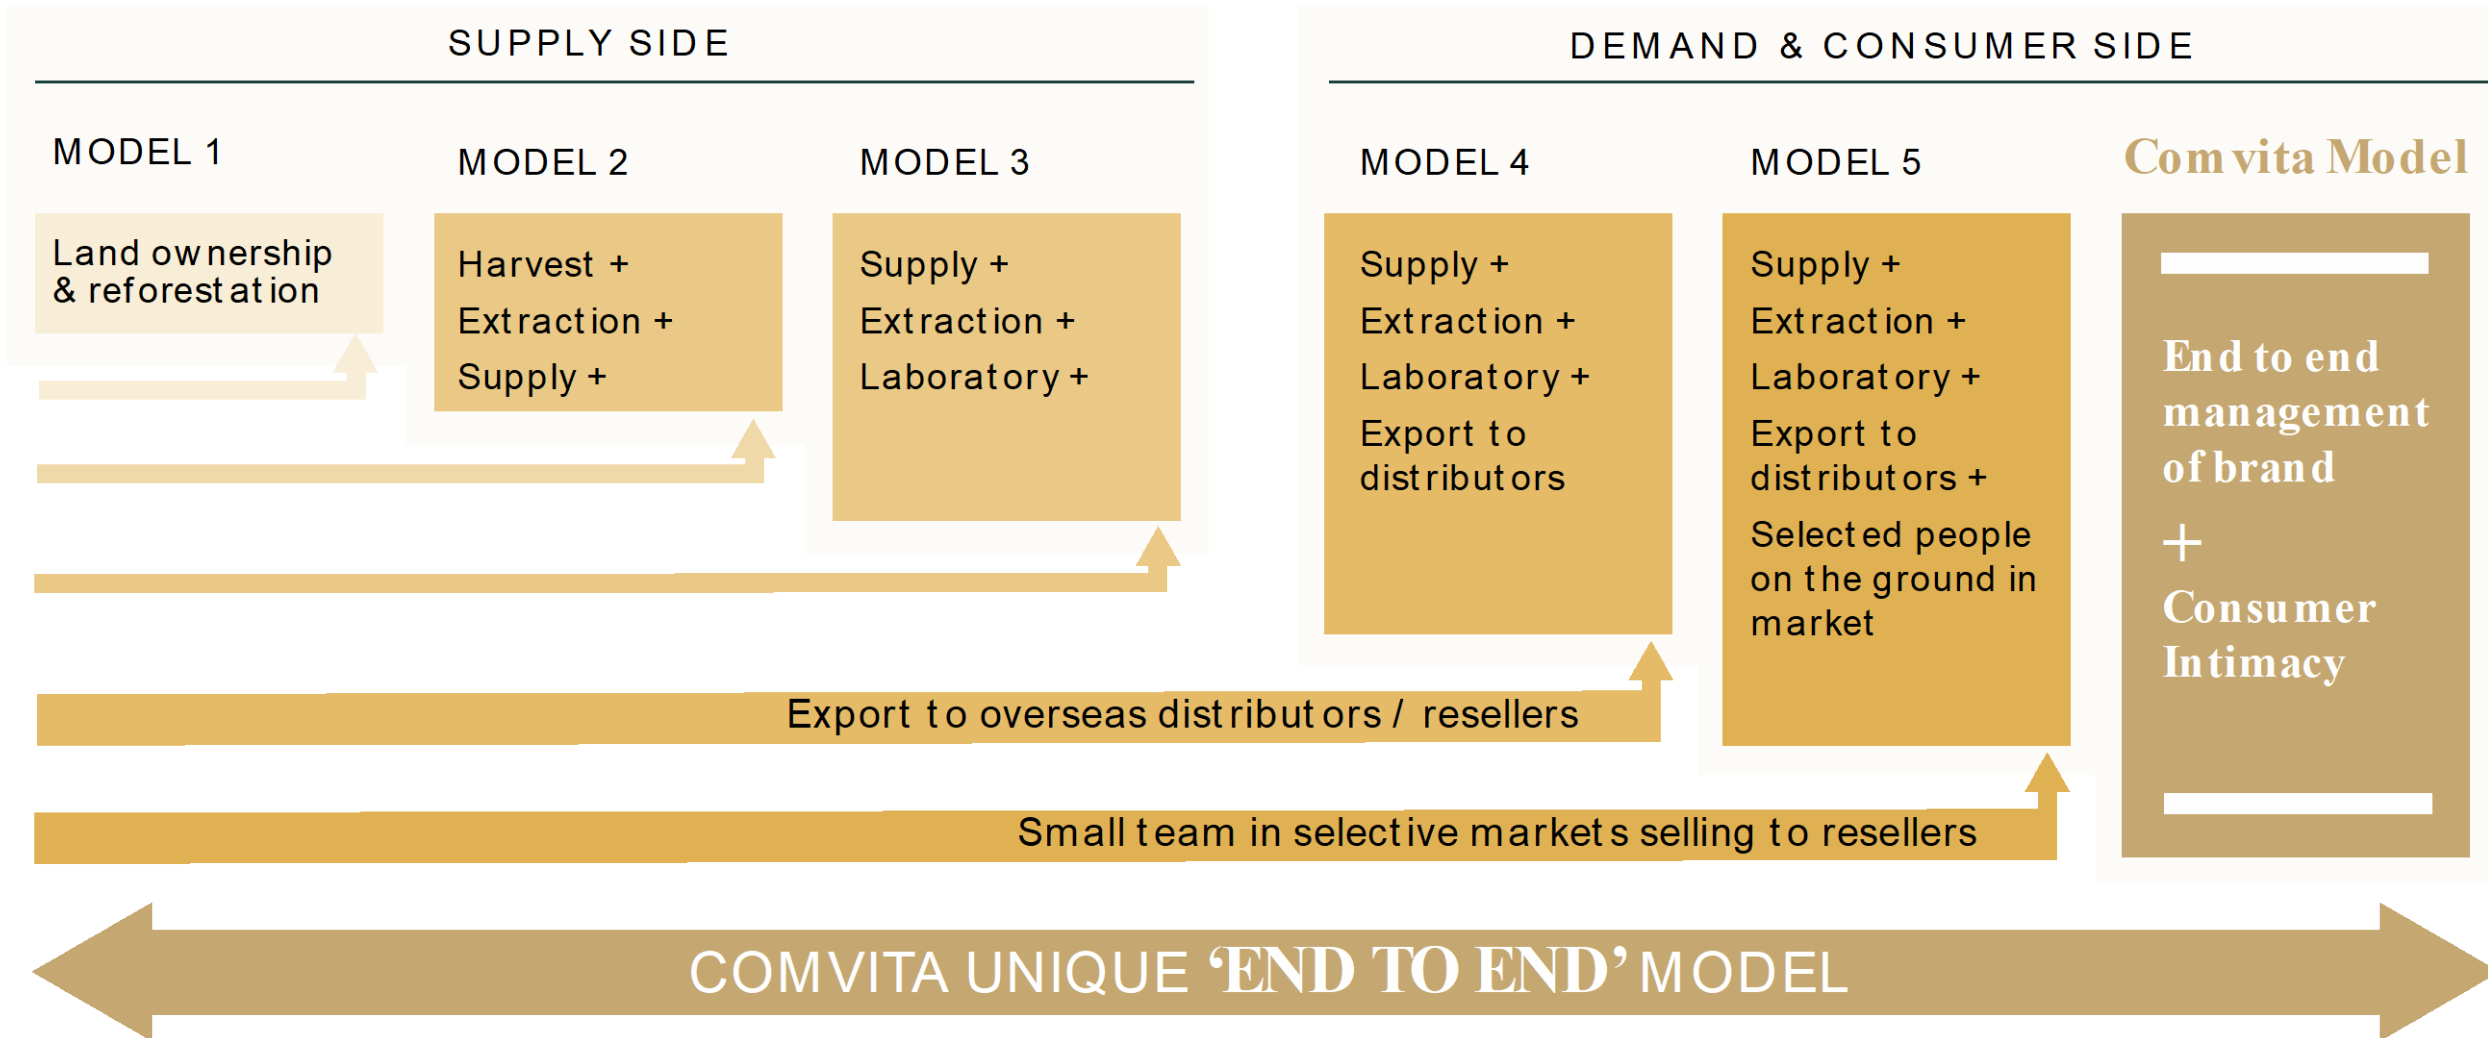 SUPPLY SIDE
MODEL 1
Land ownership
& reforestation
MODEL 2
Harvest +
Extraction +
Supply +
MODEL 3
Supply +
Extraction +
Laboratory +
DEMAND & CONSUMER SIDE
MODEL 4
Supply +
Extraction +
Laboratory +
Export to
distributors
MODEL 5
Supply +
Extraction +
Laboratory +
Export to
distributors +
Selected people
on the ground in
market
Comvita Model
End to end
management
of brand
+
Consumer
Intimacy
Export to overseas distributors / resellers
Small team in selective markets selling to resellers
COMVITA UNIQUE ‘END TO END’ MODEL